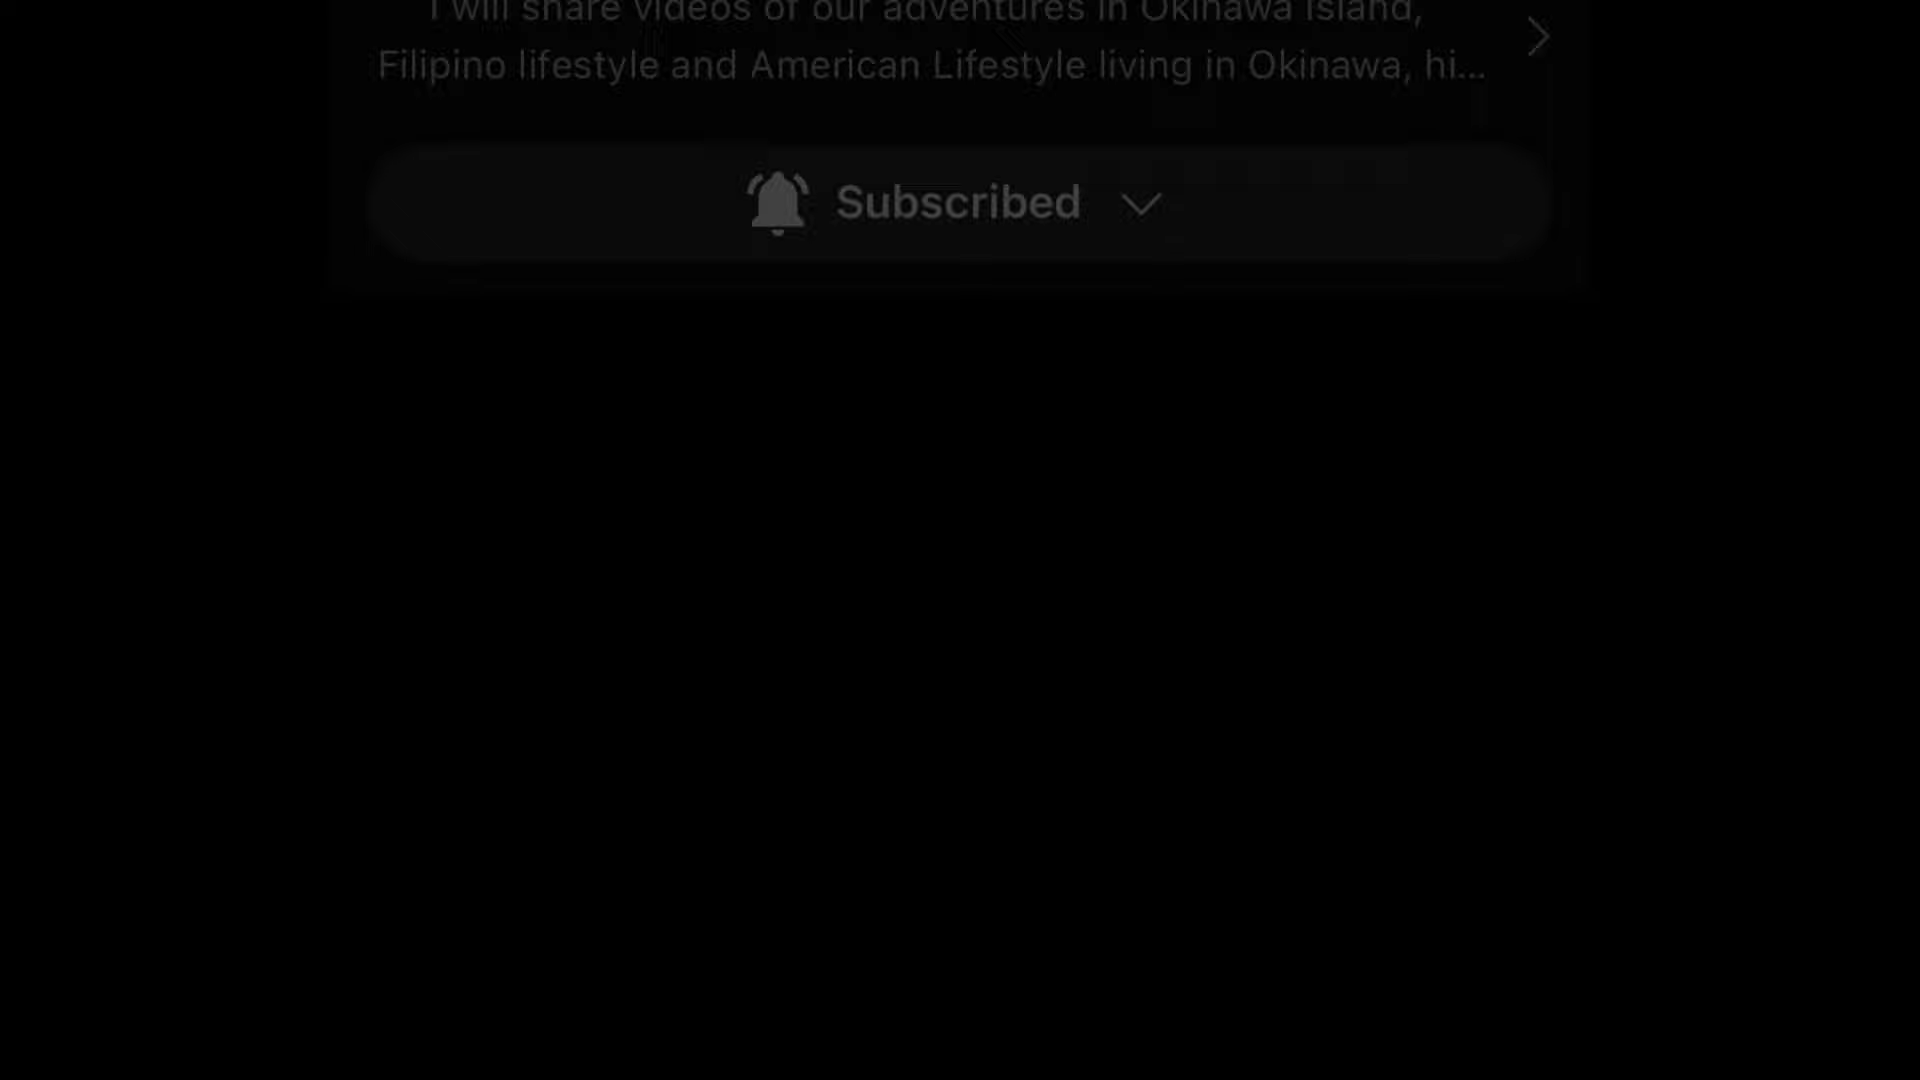 I will share videos of our adventures in Okinawa Island,
Filipino lifestyle and American Lifestyle living in Okinawa, hi...
Subscribed